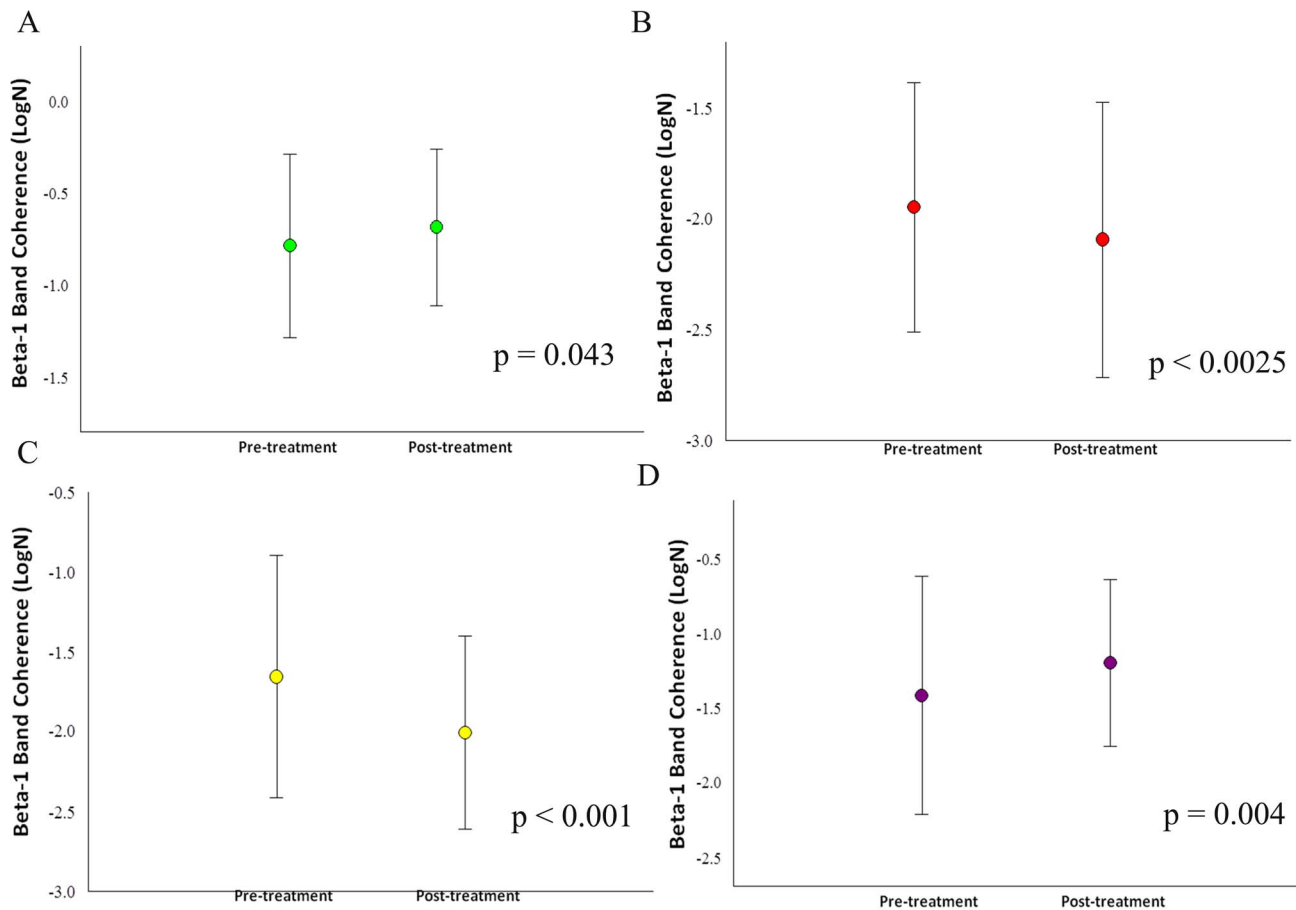 A
Beta-1 Band Coherence (LogN)
0.0
-0.5
-1.0
-1.5
p = 0.043
Pre-treatment Post-treatment
B
Beta-1 Band Coherence (LogN)
-1.5
-2.0
-2.5
-3.0
p < 0.0025
Pre-treatment Post-treatment
C
Beta-1 Band Coherence (LogN)
-0.5
-1.0
-1.5
-2.0
-2.5
-3.0
p < 0.001
Pre-treatment Post-treatment
D
Beta-1 Band Coherence (LogN)
-0.5
-1.0
-1.5
-2.0
-2.5
p = 0.004
Pre-treatment Post-treatment